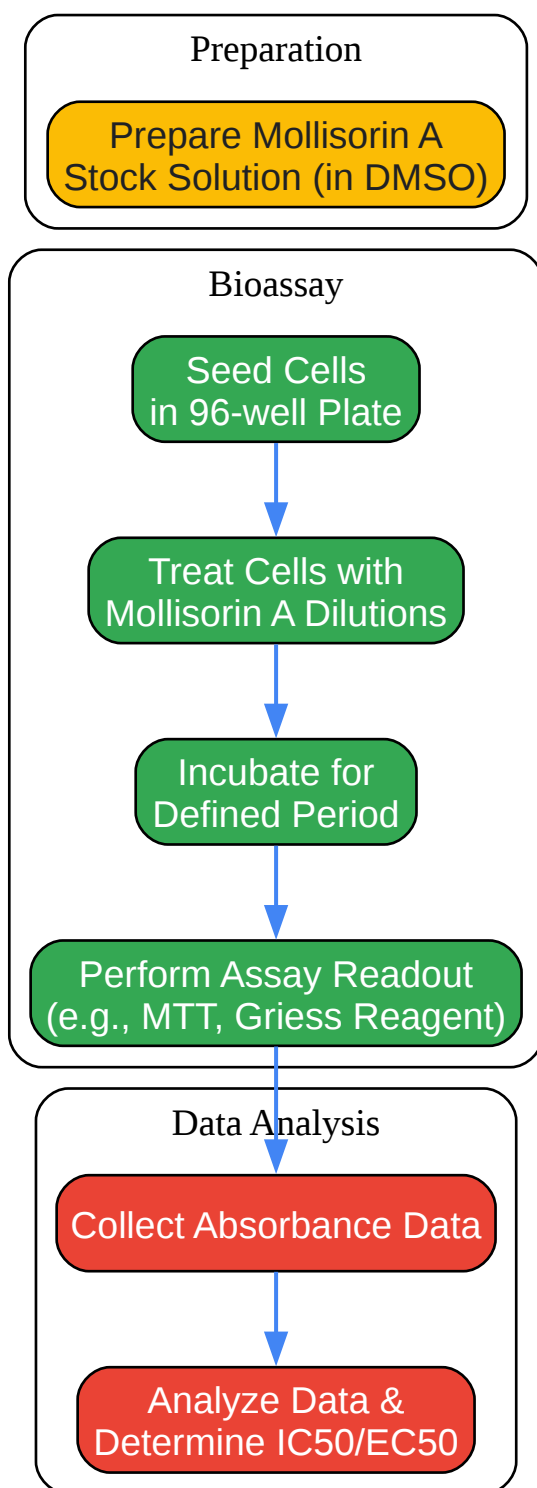 Preparation
Prepare Mollisorin A
Stock Solution (in DMSO)
Bioassay
Seed Cells
in 96-well Plate
Treat Cells with
Mollisorin A Dilutions
Incubate for
Defined Period
Perform Assay Readout
(e.g., MTT, Griess Reagent)
Data Analysis
Collect Absorbance Data
Analyze Data &
Determine IC50/EC50